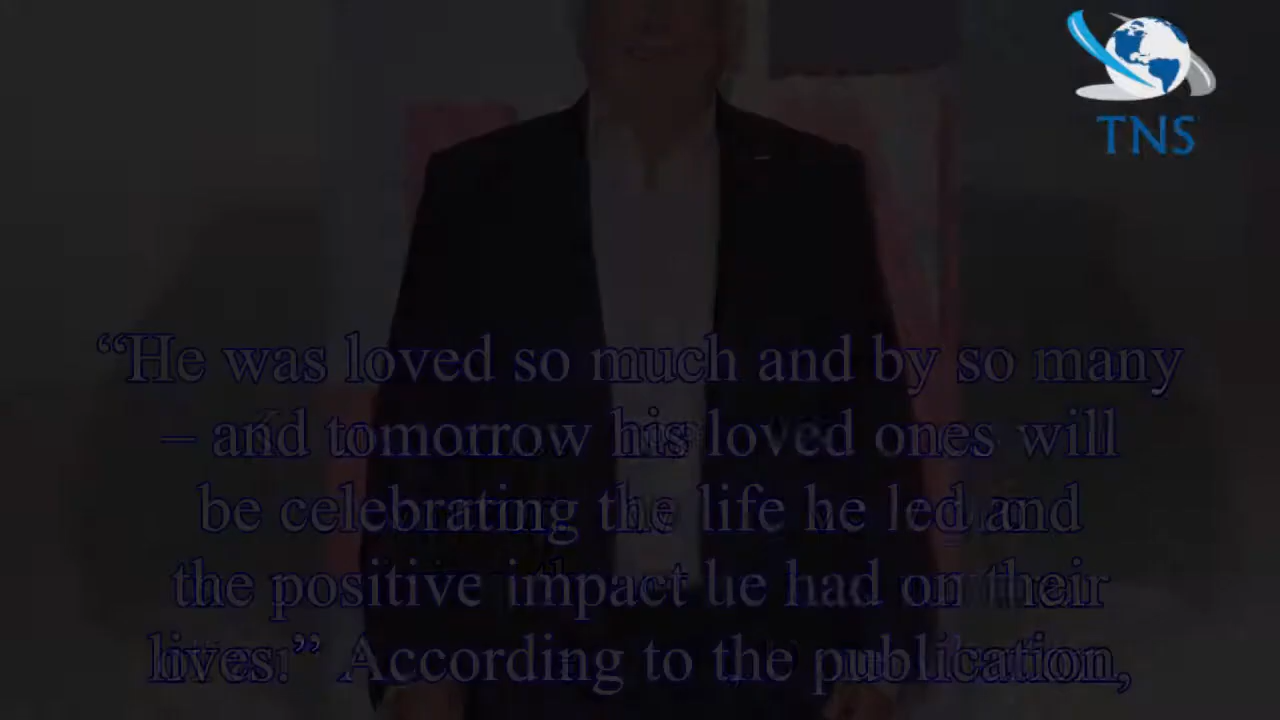 TNS
“He was loved so much and by so many
– and tomorrow his loved ones will
be celebrating the life he led and
the positive impact he had on their
lives.” According to the publication,